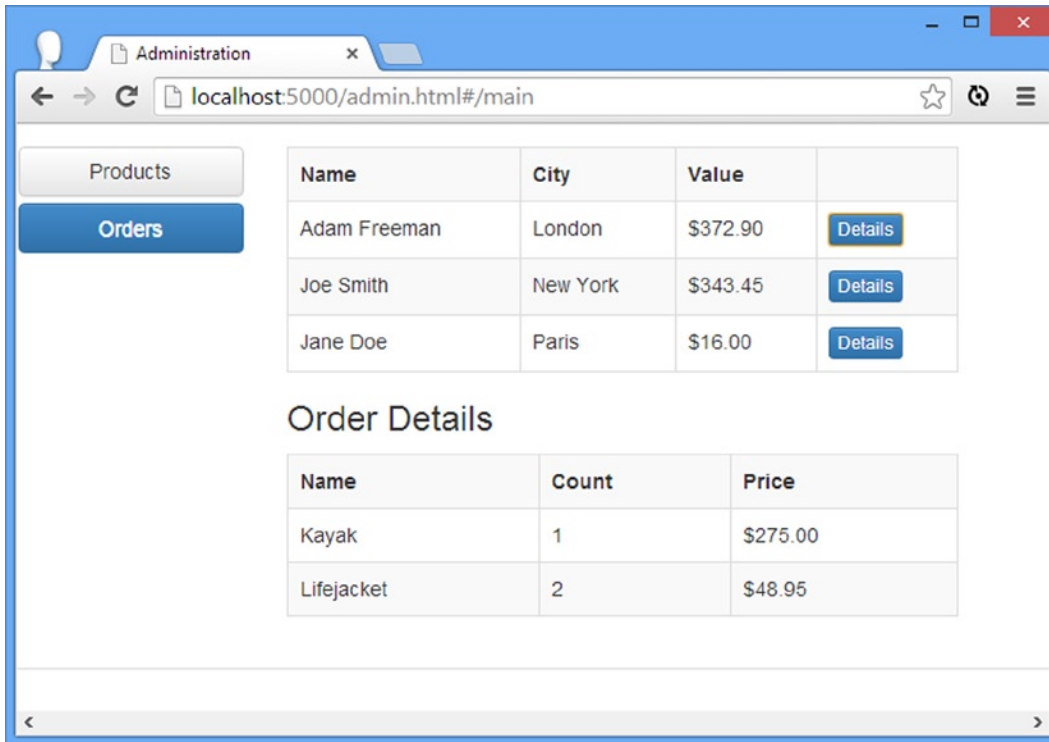 Administration
localhost:5000/admin.html#/main
Products
Orders
Name City Value
Adam Freeman London $372.90 Details
Joe Smith New York $343.45 Details
Jane Doe Paris $16.00 Details
Order Details
Name Count Price
Kayak 1 $275.00
Lifejacket 2 $48.95